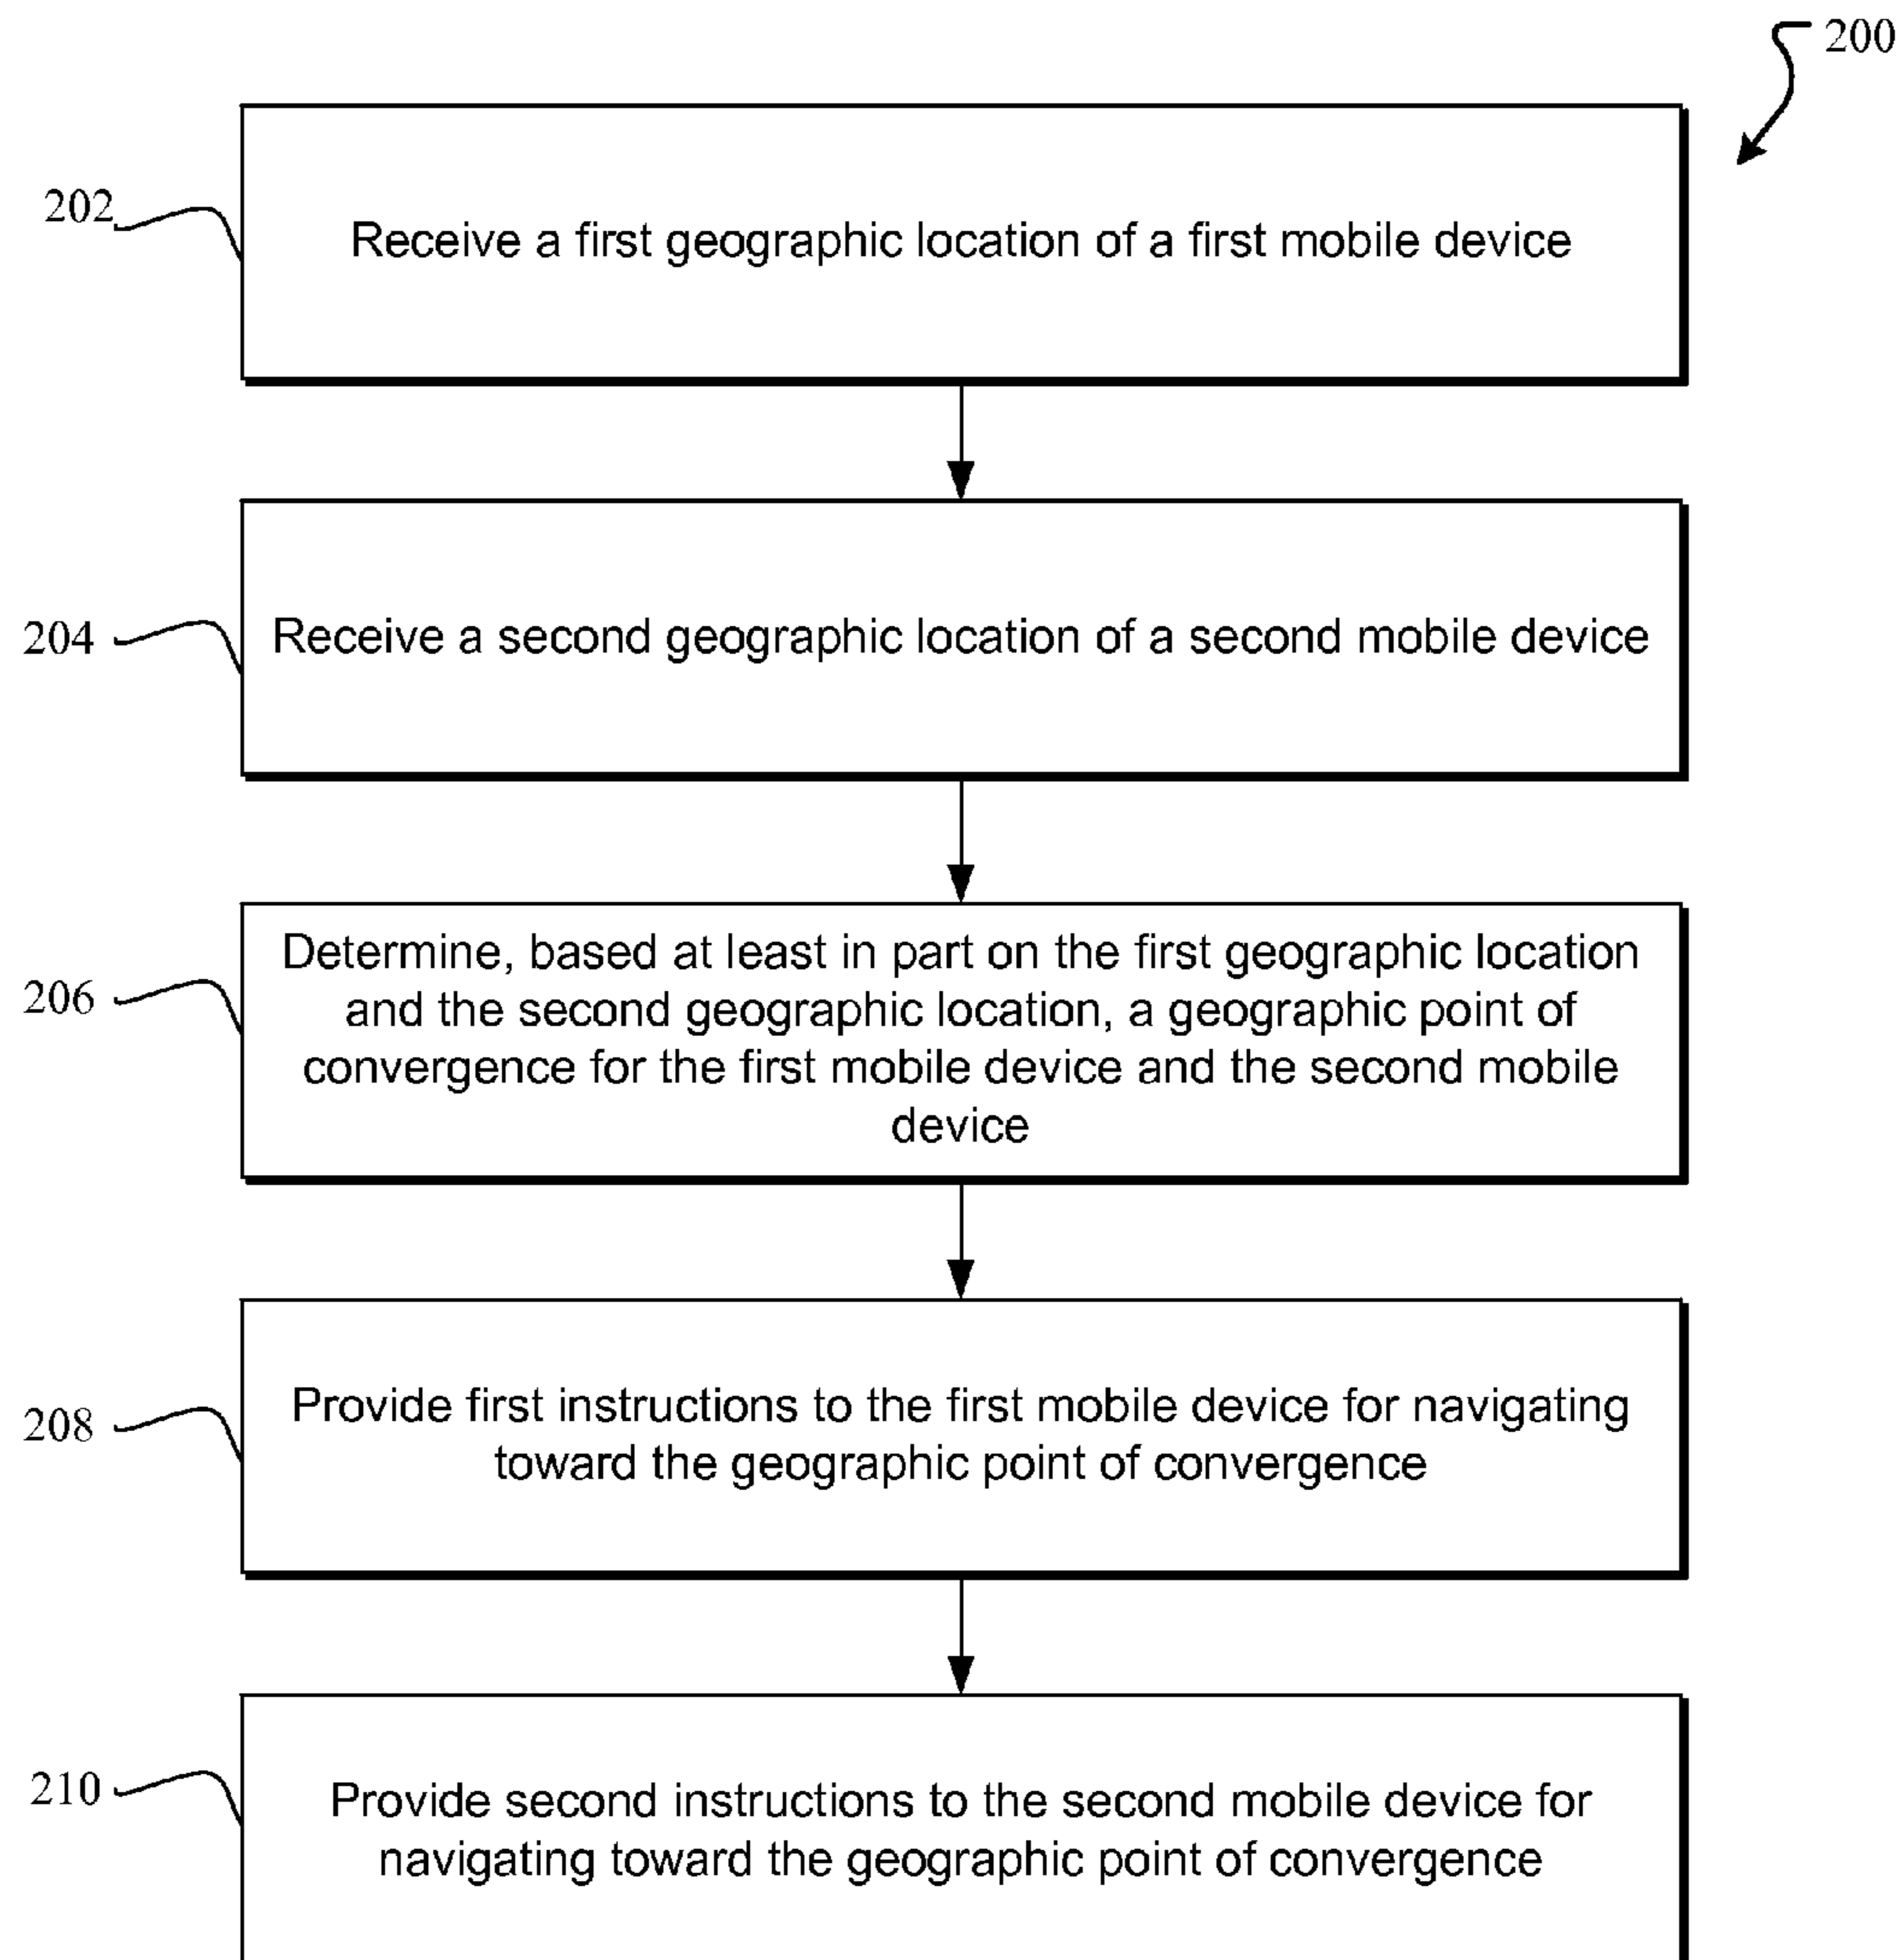 200
202
Receive a first geographic location of a first mobile device
204
Receive a second geographic location of a second mobile device
206
Determine, based at least in part on the first geographic location
and the second geographic location, a geographic point of
convergence for the first mobile device and the second mobile
device
208
Provide first instructions to the first mobile device for navigating
toward the geographic point of convergence
210
Provide second instructions to the second mobile device for
navigating toward the geographic point of convergence